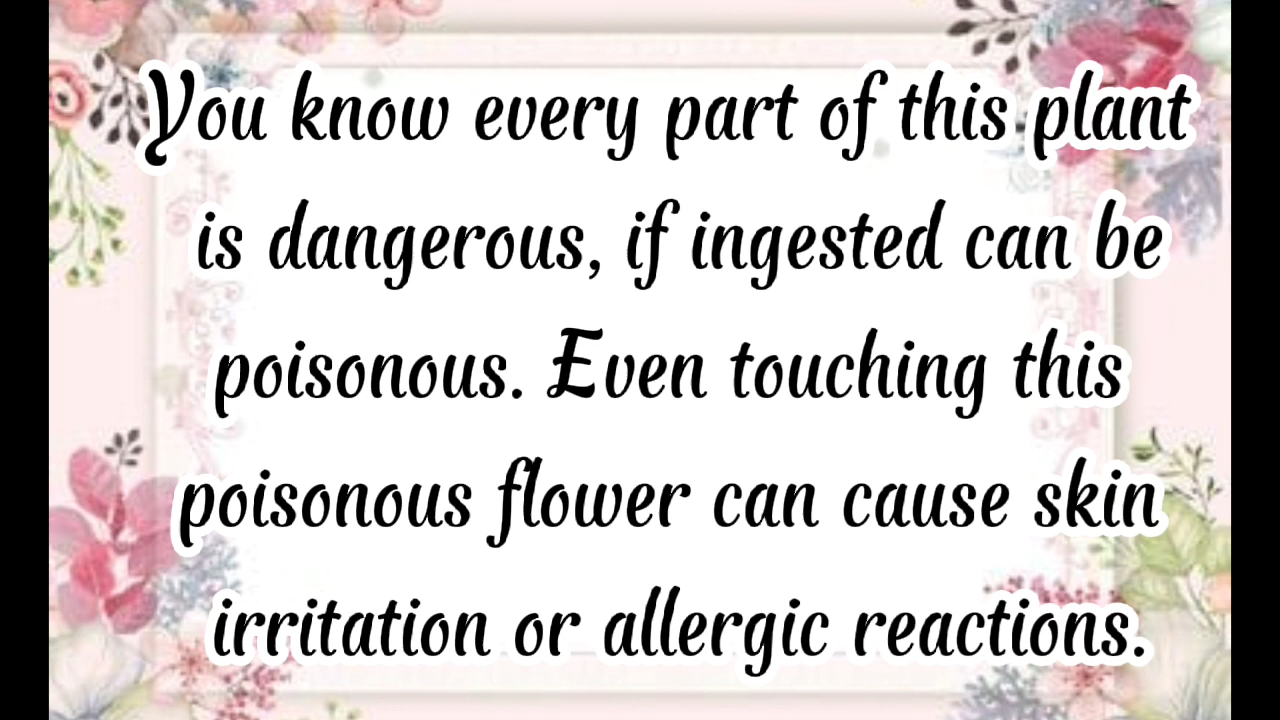 You know every part of this plant
is dangerous, if ingested can be
poisonous. Even touching this
poisonous flower can cause skin
irritation or allergic reactions.